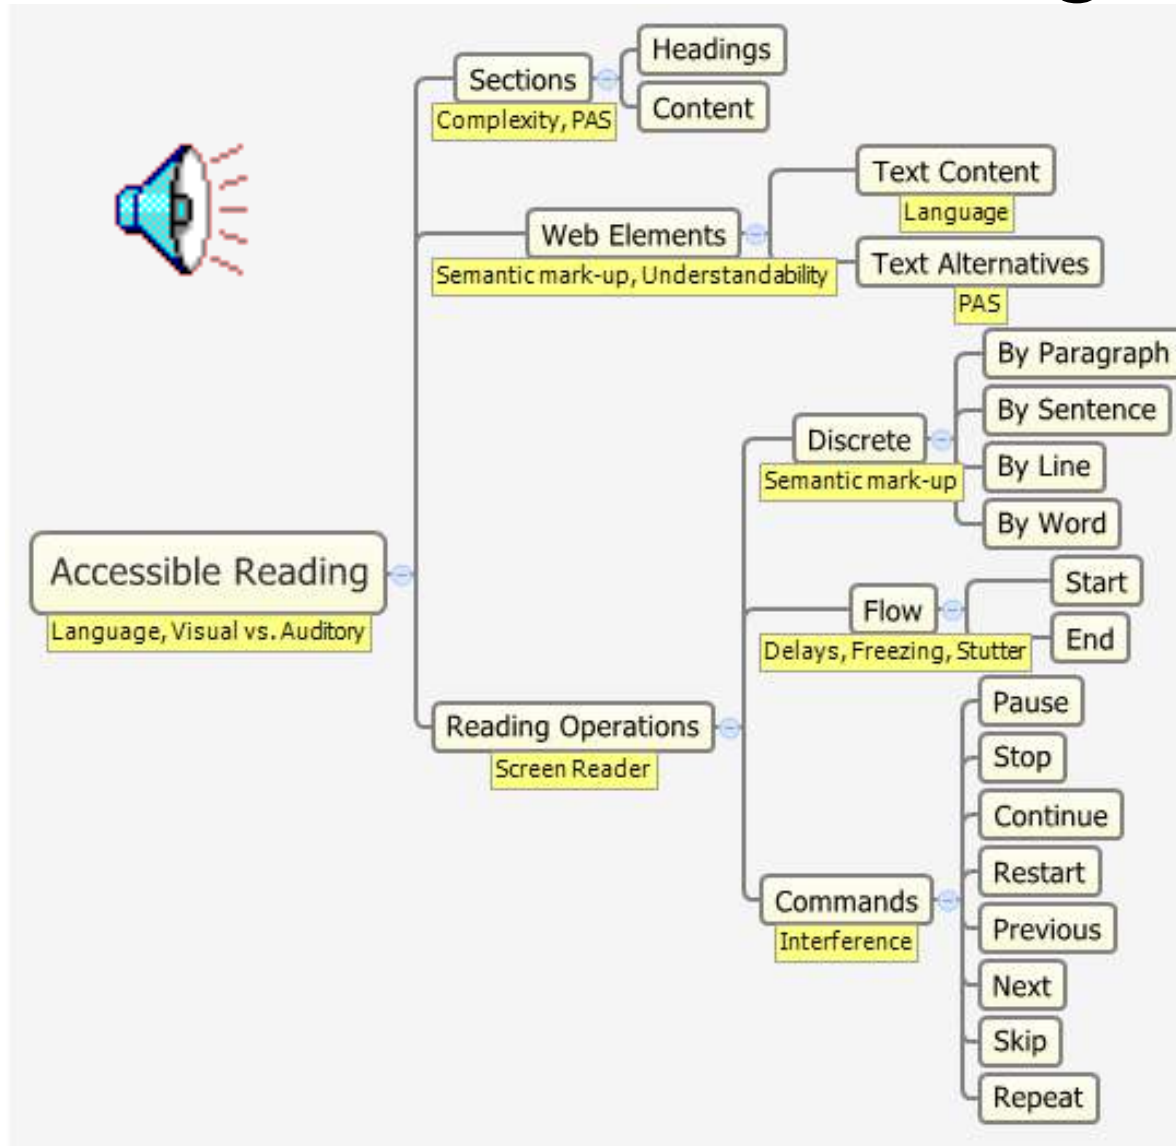 Sections
Complexity, PAS
Headings
Content
Web Elements
Semantic mark-up, Understandability
Text Content
Language
Text Alternatives
PAS
Accessible Reading
Language, Visual vs. Auditory
Reading Operations
Screen Reader
Discrete
Semantic mark-up
By Paragraph
By Sentence
By Line
By Word
Flow
Delays, Freezing, Stutter
Start
End
Commands
Interference
Pause
Stop
Continue
Restart
Previous
Next
Skip
Repeat